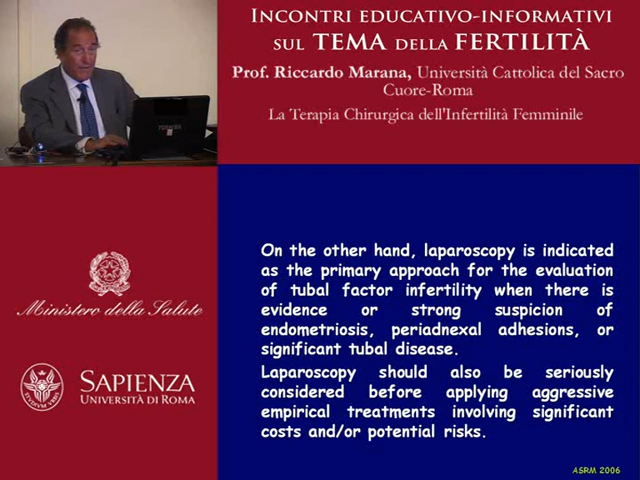 INCONTRI EDUCATIVO-INFORMATIVI
SUL TEMA DELLA FERTILITÀ
Prof. Riccardo Marana, Università Cattolica del Sacro
Cuore-Roma
La Terapia Chirurgica dell'Infertilità Femminile
TOSHIBA
On the other hand, laparoscopy is indicated
as the primary approach for the evaluation
of tubal factor infertility when there is
evidence or strong suspicion of
endometriosis, periadnexal adhesions, or
significant tubal disease.
Laparoscopy should also be seriously
considered before applying aggressive
empirical treatments involving significant
costs and/or potential risks.
ASRM 2006
Ministero della Salute
SAPIENZA
UNIVERSITÀ DI ROMA